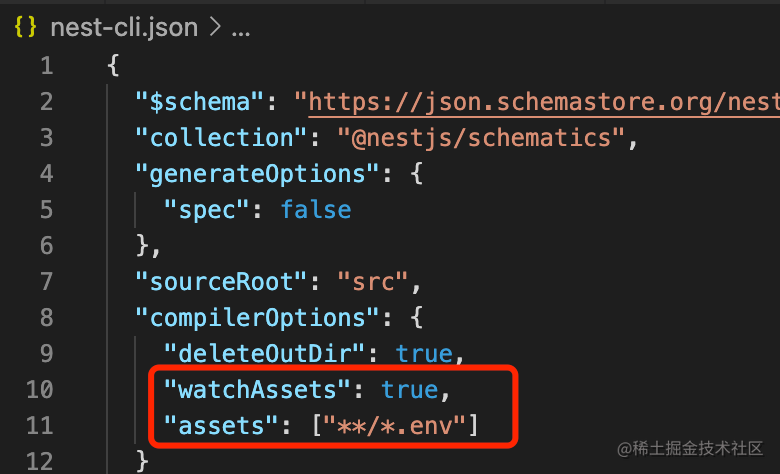 {} nest-cli.json > ...
1 {
2 "$schema": "https://json.schemastore.org/nest
3 "collection": "@nestjs/schematics",
4 "generateOptions": {
5 "spec": false
6 },
7 "sourceRoot": "src",
8 "compilerOptions": {
9 "deleteOutDir": true,
10 "watchAssets": true,
11 "assets": ["**/*.env"]
12 }
@稀土掘金技术社区